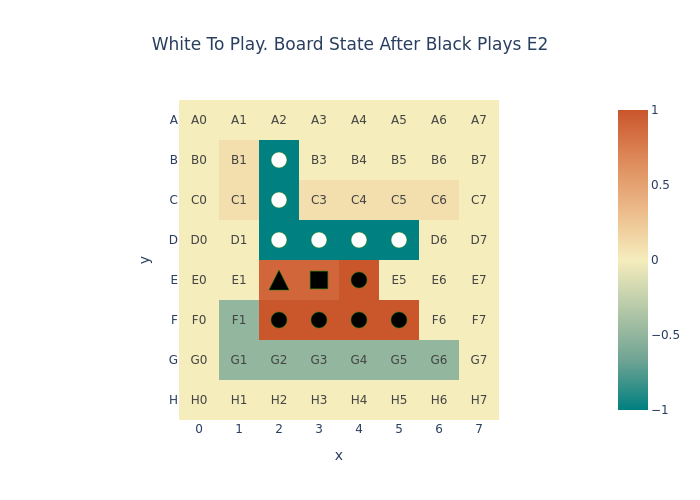 White To Play. Board State After Black Plays E2
A A0 A1 A2 A3 A4 A5 A6 A7
B B0 B1 B3 B4 B5 B6 B7
C C0 C1 C3 C4 C5 C6 C7
D D0 D1 D6 D7
E E0 E1 E5 E6 E7
F F0 F1 F6 F7
G G0 G1 G2 G3 G4 G5 G6 G7
H H0 H1 H2 H3 H4 H5 H6 H7
0 1 2 3 4 5 6 7
x
y
1
0.5
0
−0.5
−1